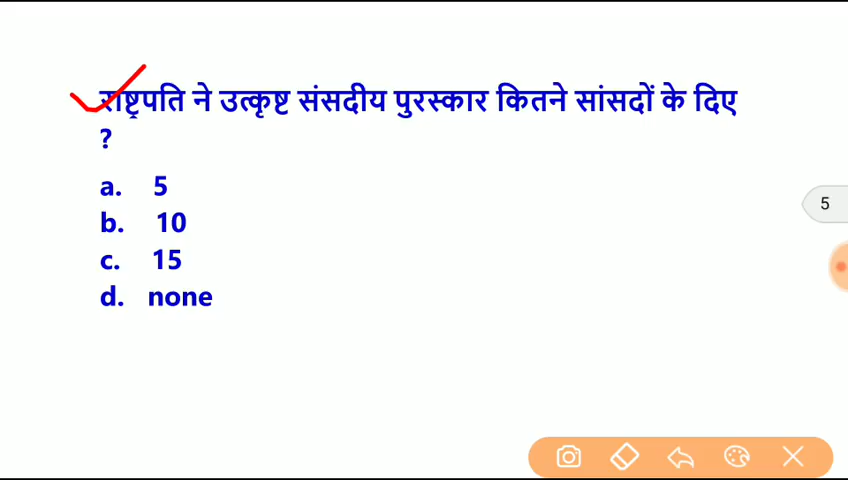 राष्ट्रपति ने उत्कृष्ट संसदीय पुरस्कार कितने सांसदों के दिए
?
a. 5
b. 10
c. 15
d. none
5